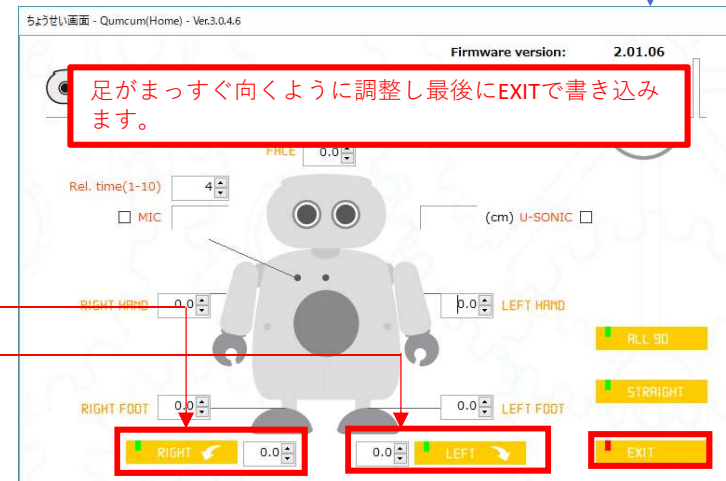 ちょうせい画面 - Qumcum(Home) - Ver.3.0.4.6
Firmware version: 2.01.06
足がまっすぐ向くように調整し最後にEXITで書き込み
ます。
FACE 0.0
Rel. time(1-10) 4
MIC
(cm) U-SONIC
RIGHT HAND 0.0
0.0 LEFT HAND
ALL 90
STRAIGHT
RIGHT FOOT 0.0
0.0 LEFT FOOT
RIGHT 0.0
0.0 LEFT
EXIT